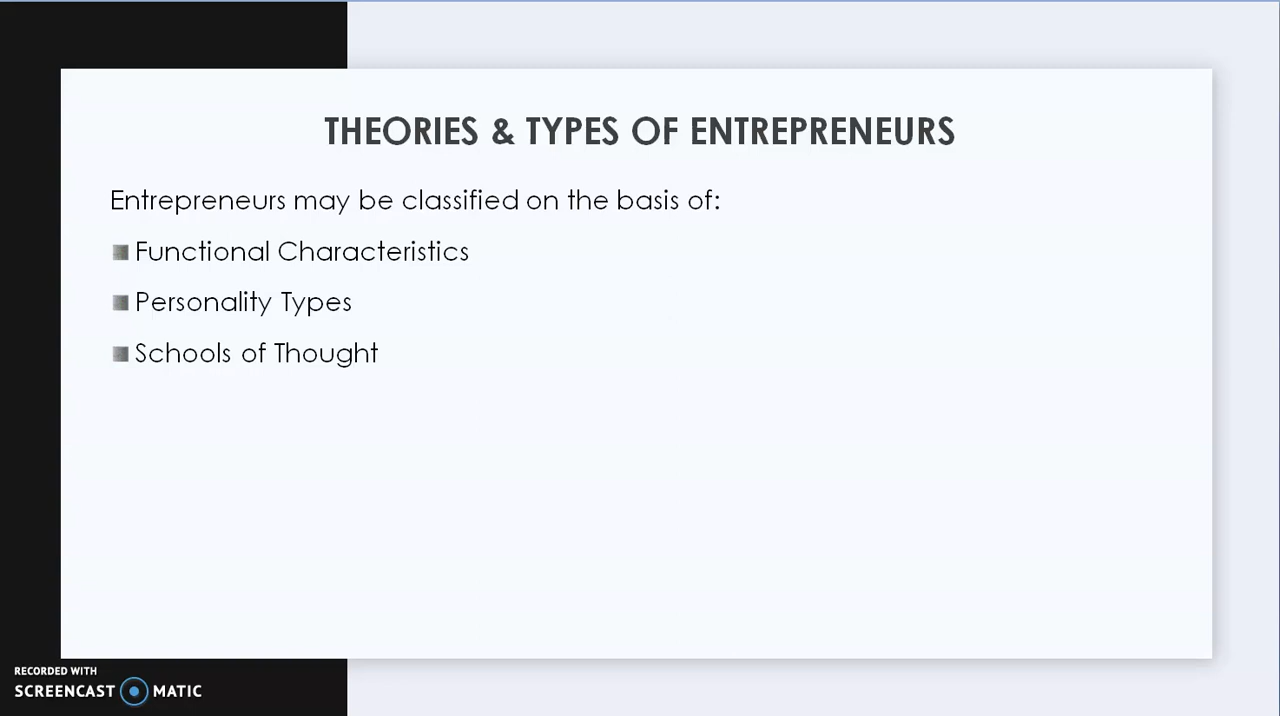 THEORIES & TYPES OF ENTREPRENEURS
Entrepreneurs may be classified on the basis of:
Functional Characteristics
Personality Types
Schools of Thought
RECORDED WITH
SCREENCAST MATIC